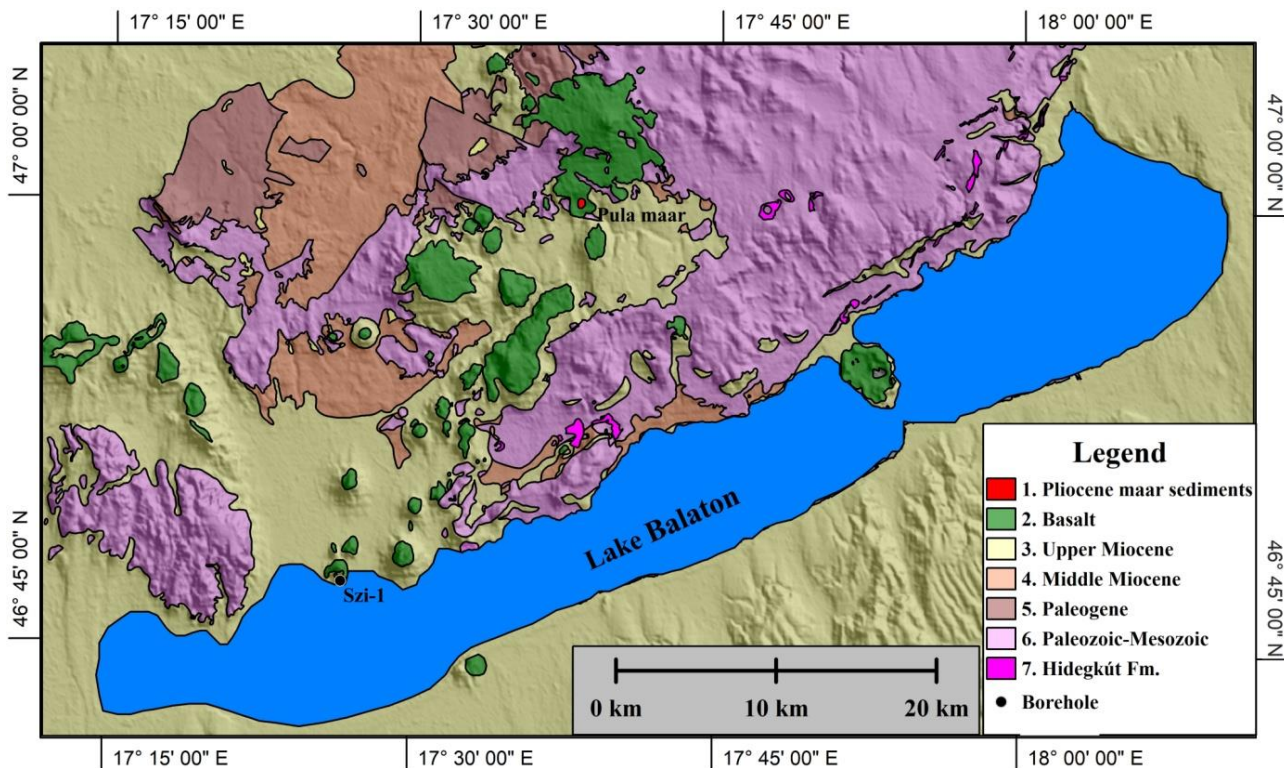 17° 15' 00" E
17° 30' 00" E
17° 45' 00" E
18° 00' 00" E
47° 00' 00" N
47° 00' 00" N
Pula maar
Lake Balaton
Szi-1
46° 45' 00" N
46° 45' 00" N
Legend
1. Pliocene maar sediments
2. Basalt
3. Upper Miocene
4. Middle Miocene
5. Paleogene
6. Paleozoic-Mesozoic
7. Hidegkút Fm.
Borehole
0 km 10 km 20 km
17° 15' 00" E
17° 30' 00" E
17° 45' 00" E
18° 00' 00" E